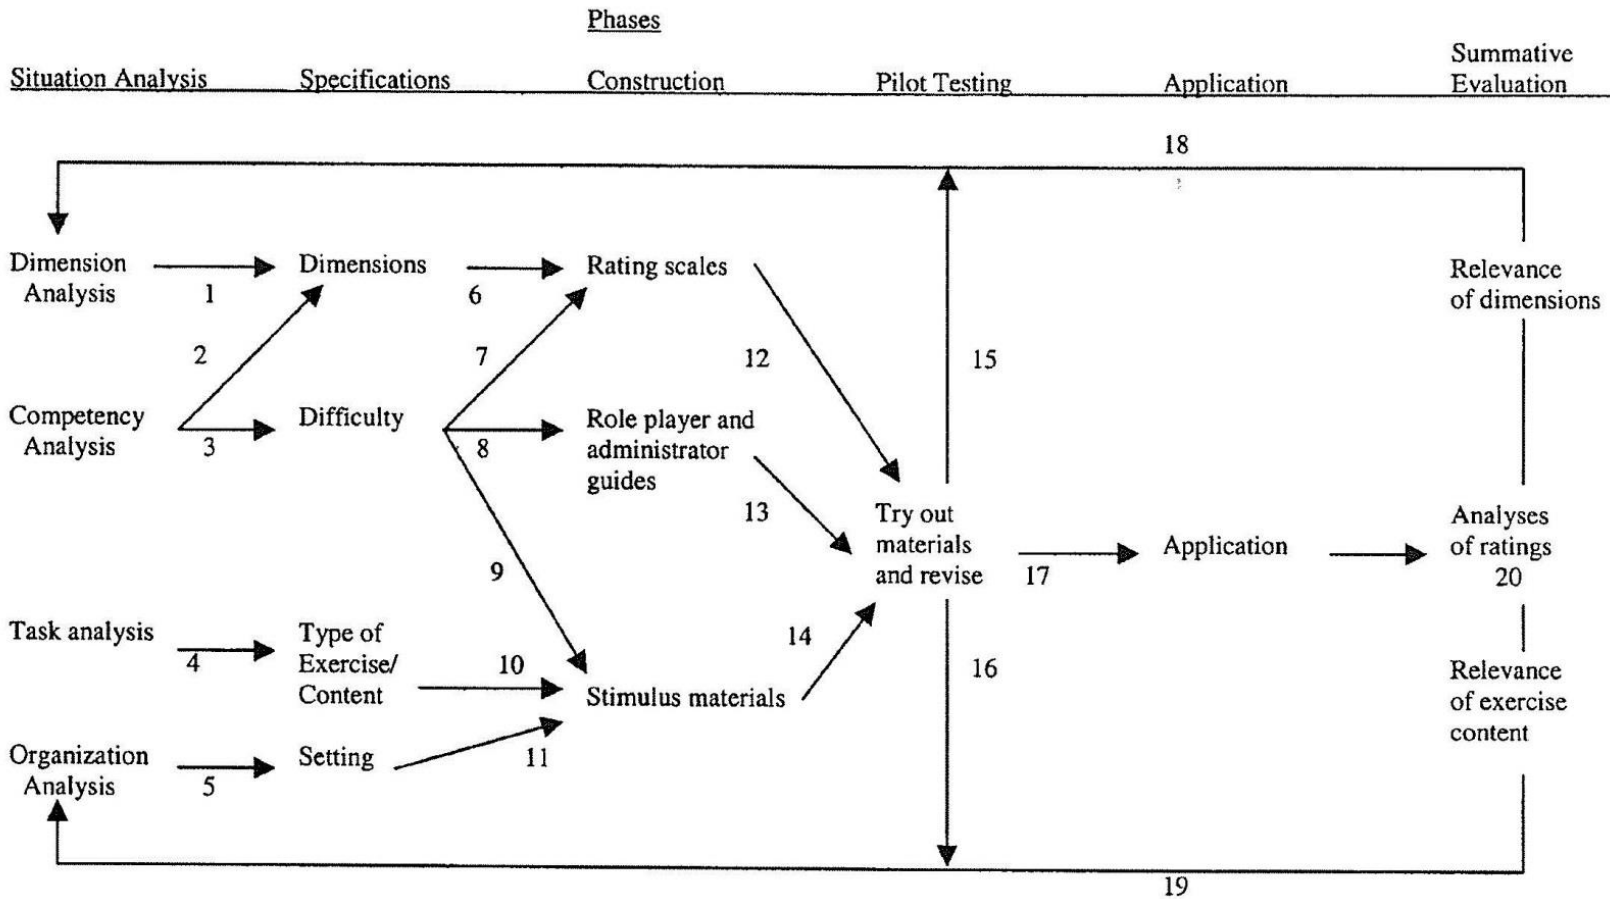 Phases
Situation Analysis
Specifications
Construction
Pilot Testing
Application
Summative
Evaluation
18
Dimension
Analysis
1
Dimensions
6
Rating scales
Relevance
of dimensions
2
7
12
15
Competency
Analysis
3
Difficulty
8
Role player and
administrator
guides
13
Try out
materials
and revise
17
Application
Analyses
of ratings
20
9
Task analysis
4
Type of
Exercise/
Content
10
14
16
Stimulus materials
Relevance
of exercise
content
Organization
Analysis
5
Setting
11
19